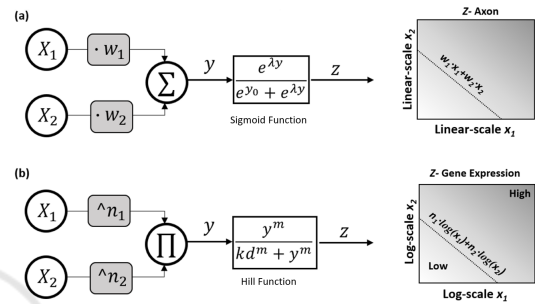 (a)
X₁
· w₁
X₂
· w₂
∑
y
e^{λy}
e^{y₀} + e^{λy}
z
Sigmoid Function
Z- Axon
Linear-scale x₂
w₁·x₁+w₂·x₂
Linear-scale x₁
(b)
X₁
^n₁
X₂
^n₂
∏
y
y^m
kd^m + y^m
z
Hill Function
Z- Gene Expression
High
Log-scale x₂
n₁·log(x₁)+n₂·log(x₂)
Low
Log-scale x₁